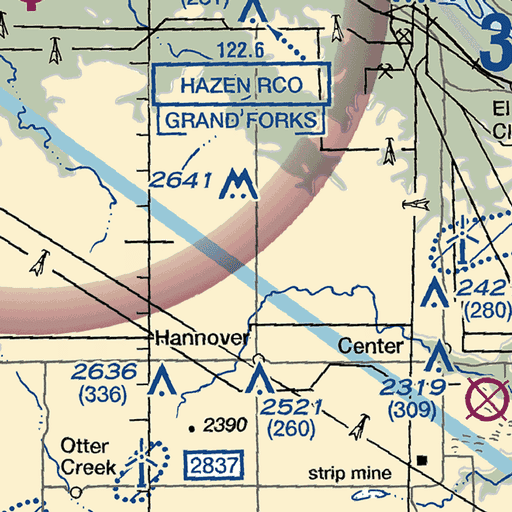 122.6
3
HAZEN RCO
GRAND FORKS
2641
2636
(336)
Hannover
Center
242
(280)
2319
(309)
2521
(260)
2390
Otter
Creek
2837
strip mine